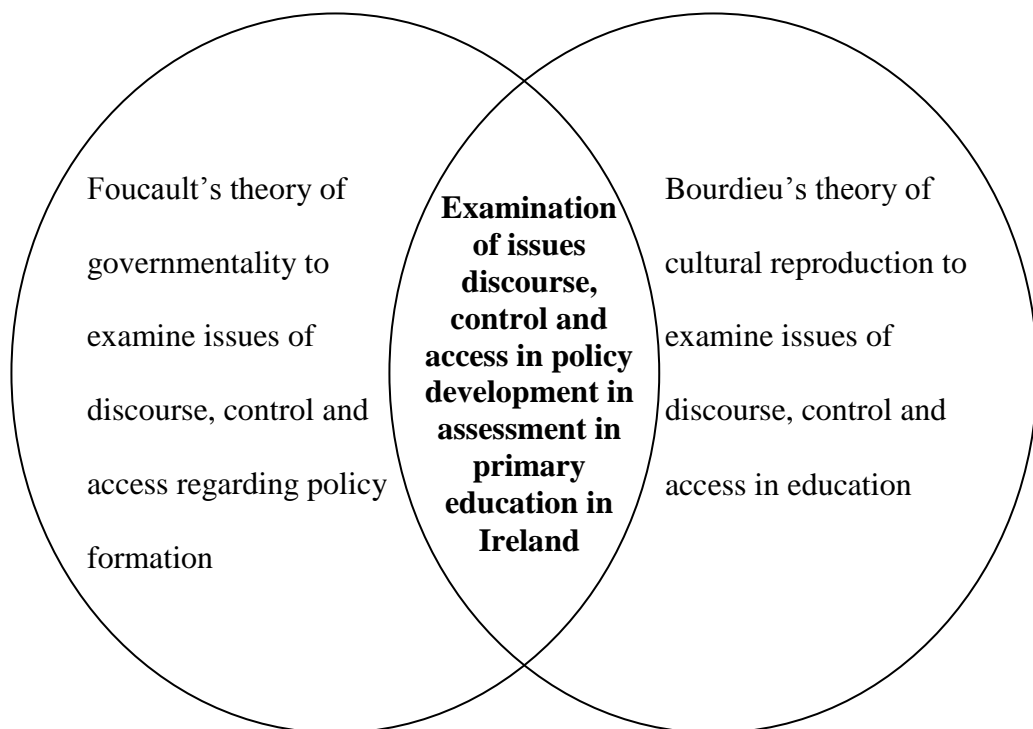 Foucault’s theory of
governmentality to
examine issues of
discourse, control and
access regarding policy
formation
Examination
of issues
discourse,
control and
access in policy
development in
assessment in
primary
education in
Ireland
Bourdieu’s theory of
cultural reproduction to
examine issues of
discourse, control and
access in education